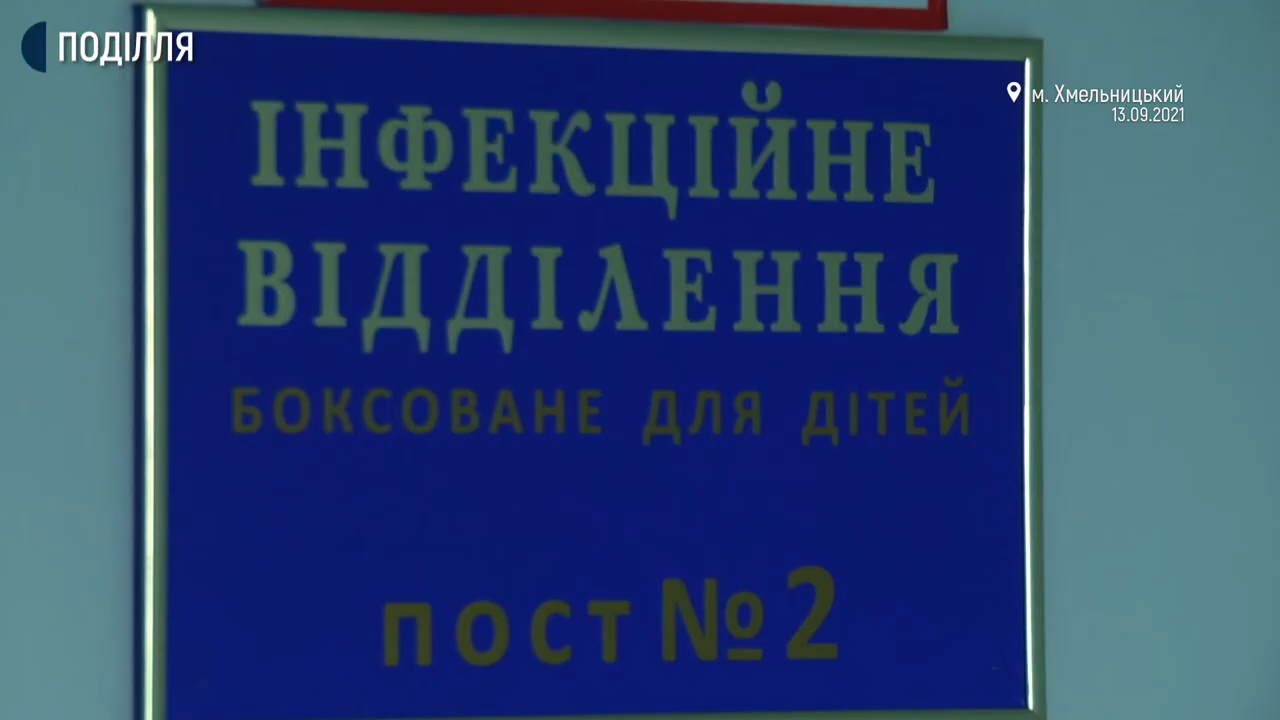 ПОДІЛЛЯ
м. Хмельницький
13.09.2021
ІНФЕКЦІЙНЕ
ВІДДІЛЕННЯ
БОКСОВАНЕ ДЛЯ ДІТЕЙ
пост №2